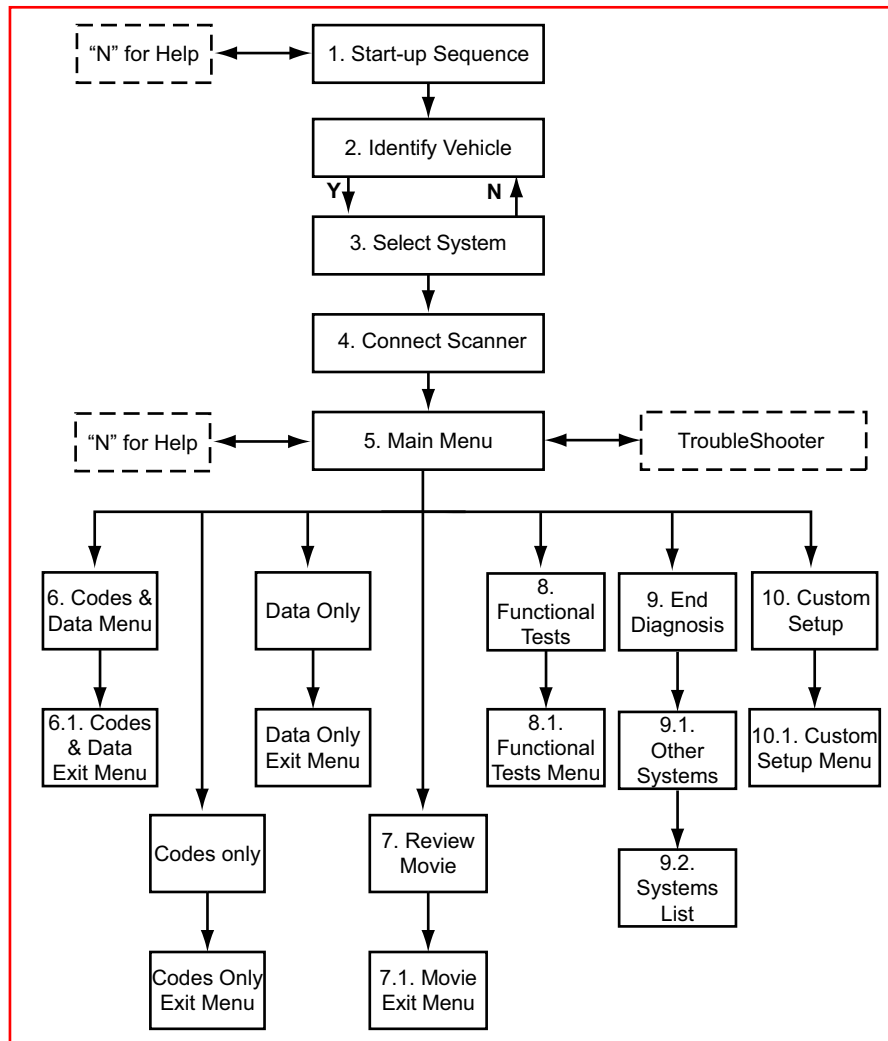 “N” for Help
1. Start-up Sequence
2. Identify Vehicle
Y
N
3. Select System
4. Connect Scanner
“N” for Help
5. Main Menu
TroubleShooter
6. Codes &
Data Menu
Data Only
8.
Functional
Tests
9. End
Diagnosis
10. Custom
Setup
6.1. Codes
& Data
Exit Menu
Data Only
Exit Menu
8.1.
Functional
Tests Menu
9.1.
Other
Systems
10.1. Custom
Setup Menu
Codes only
7. Review
Movie
9.2.
Systems
List
Codes Only
Exit Menu
7.1. Movie
Exit Menu